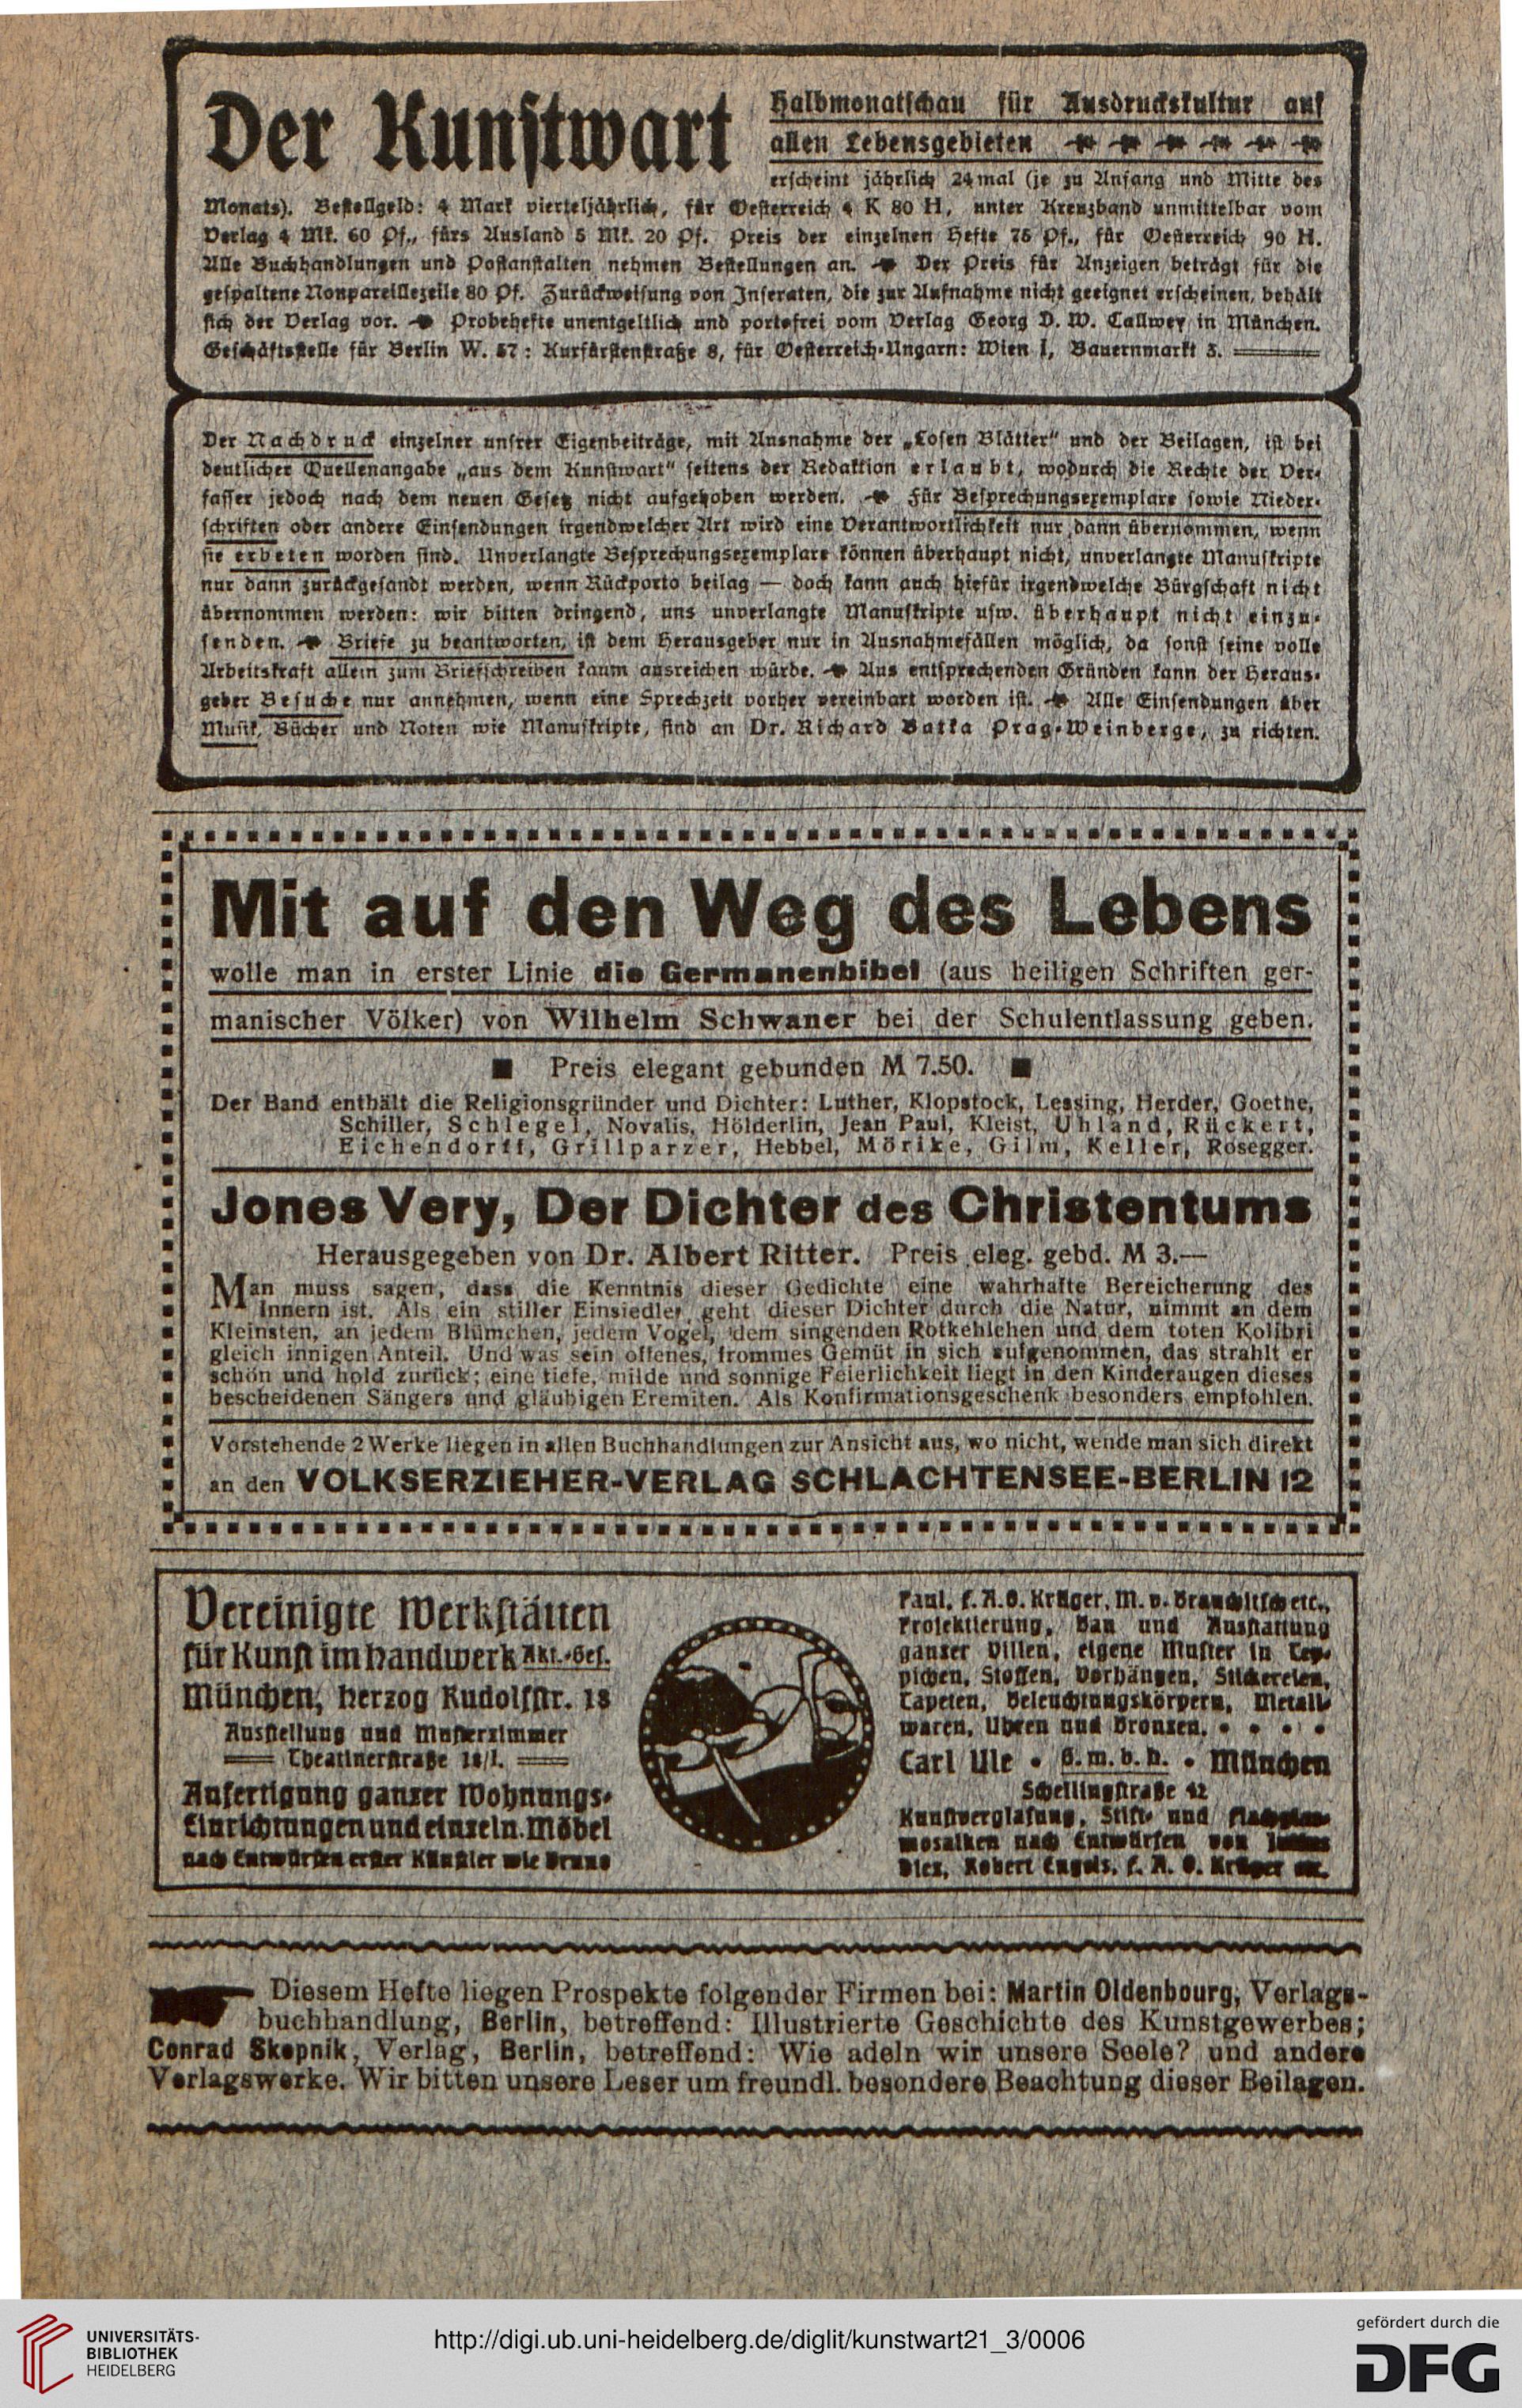 Der Kunstwart
Halbmonatschau für Ausdruckskultur auf
allen Lebensgebieten
erscheint jährlich 24mal (je zu Anfang und Mitte des
Monats). Bestellgeld: 4 Mark vierteljährlich, für Oesterreich 4 K 80 H, unter Kreuzband unmittelbar vom
Verlag 4 Mk. 60 Pf., fürs Ausland 5 Mk. 20 Pf. Preis der einzelnen Hefte 75 Pf., für Oesterreich 90 H.
Alle Buchhandlungen und Postanstalten nehmen Bestellungen an. Der Preis für Anzeigen beträgt für die
gespaltene Nonpareillezeile 80 Pf. Zurückweisung von Inseraten, die zur Aufnahme nicht geeignet erscheinen, behält
sich der Verlag vor. Probehefte unentgeltlich und portofrei vom Verlag Georg D. W. Callwey in München.
Geschäftsstelle für Berlin W. 57: Kurfürstenstraße 8, für Oesterreich-Ungarn: Wien I, Bauernmarkt 3.
Der Nachdruck einzelner unsrer Eigenbeiträge, mit Ausnahme der „Losen Blätter" und der Beilagen, ist bei
deutlicher Quellenangabe „aus dem Kunstwart" seitens der Redaktion erlaubt, wodurch die Rechte der Ver-
fasser jedoch nach dem neuen Gesetz nicht aufgehoben werden. Für Besprechungsexemplare sowie Nieder-
schriften oder andere Einsendungen irgendwelcher Art wird eine Verantwortlichkeit nur dann übernommen, wenn
sie erbeten worden sind. Unverlangte Besprechungsexemplare können überhaupt nicht, unverlangte Manuskripte
nur dann zurückgesandt werden, wenn Rückporto beilag — doch kann auch hiefür irgendwelche Bürgschaft nicht
übernommen werden: wir bitten dringend, uns unverlangte Manuskripte usw. überhaupt nicht einzu-
senden. Briefe zu beantworten, ist dem Herausgeber nur in Ausnahmefällen möglich, da sonst seine volle
Arbeitskraft allein zum Briefschreiben kaum ausreichen würde. Aus entsprechenden Gründen kann der Heraus-
geber Besuche nur annehmen, wenn eine Sprechzeit vorher vereinbart worden ist. Alle Einsendungen über
Musik, Bücher und Noten wie Manuskripte, sind an Dr. Richard Batka Prag-Weinberge, zu richten.
Mit auf den Weg des Lebens
wolle man in erster Linie die Germanenbibel (aus heiligen Schriften ger-
manischer Völker) von Wilhelm Schwaner bei der Schulentlassung geben.
Preis elegant gebunden M 7.50.
Der Band enthält die Religionsgründer und Dichter: Luther, Klopstock, Lessing, Herder, Goethe,
Schiller, Schlegel, Novalis, Hölderlin, Jean Paul, Kleist, Uhland, Rückert,
Eichendorff, Grillparzer, Hebbel, Mörike, Gilm, Keller, Rosegger.
Jones Very, Der Dichter des Christentums
Herausgegeben von Dr. Albert Ritter. Preis eleg. gebd. M 3.—
Man muss sagen, dass die Kenntnis dieser Gedichte eine wahrhafte Bereicherung des
Innern ist. Als ein stiller Einsiedler geht dieser Dichter durch die Natur, nimmt an dem
Kleinsten, an jedem Blümchen, jedem Vogel, dem singenden Rotkehlchen und dem toten Kolibri
gleich innigen Anteil. Und was sein offenes, frommes Gemüt in sich aufgenommen, das strahlt er
schön und hold zurück; eine tiefe, milde und sonnige Feierlichkeit liegt in den Kinderaugen dieses
bescheidenen Sängers und gläubigen Eremiten. Als Konfirmationsgeschenk besonders empfohlen.
Vorstehende 2 Werke liegen in allen Buchhandlungen zur Ansicht aus, wo nicht, wende man sich direkt
an den VOLKSERZIEHER-VERLAG SCHLACHTENSEE-BERLIN 12
Vereinigte Werkstätten
für Kunst im Handwerk Akt.-Ges.
München, Herzog Rudolfstr. 18
Ausstellung und Musterzimmer
Theatinerstraße 18/I.
Anfertigung ganzer Wohnungs-
Einrichtungen und einzeln. Möbel
nach Entwürfen erster Künstler wie Bruno
Paul, F. A. O. Krüger, M. v. Brauchitsch etc.,
Projektierung, Bau und Ausstattung
ganzer Villen, eigene Muster in Tep-
pichen, Stoffen, Vorhängen, Stickereien,
Tapeten, Beleuchtungskörpern, Metall-
waren, Uhren und Bronzen.
Carl Ule • G.m.b.H. • München
Schellingstraße 42
Kunstverglasung, Stift- und
mosaiken nach Entwürfen von Julius
Diez, Robert Engels, F. A. O. Krüger etc.
Diesem Hefte liegen Prospekte folgender Firmen bei: Martin Oldenbourg, Verlags-
buchhandlung, Berlin, betreffend: Illustrierte Geschichte des Kunstgewerbes;
Conrad Skopnik, Verlag, Berlin, betreffend: Wie adeln wir unsere Seele? und andere
Verlagswerke. Wir bitten unsere Leser um freundl. besondere Beachtung dieser Beilagen.
UNIVERSITÄTS-
BIBLIOTHEK
HEIDELBERG
http://digi.ub.uni-heidelberg.de/diglit/kunstwart21_3/0006
gefördert durch die
DFG